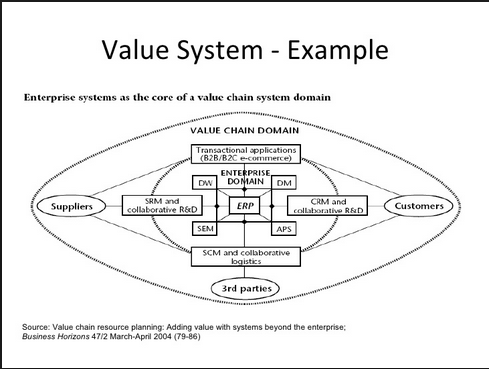 Value System - Example
Enterprise systems as the core of a value chain system domain
VALUE CHAIN DOMAIN
Transactional applications
(B2B/B2C e-commerce)
ENTERPRISE
DOMAIN
DW
DM
Suppliers
SRM and
collaborative R&D
ERP
CRM and
collaborative R&D
Customers
SEM
APS
SCM and collaborative
logistics
3rd parties
Source: Value chain resource planning: Adding value with systems beyond the enterprise;
Business Horizons 47/2 March-April 2004 (79-86)